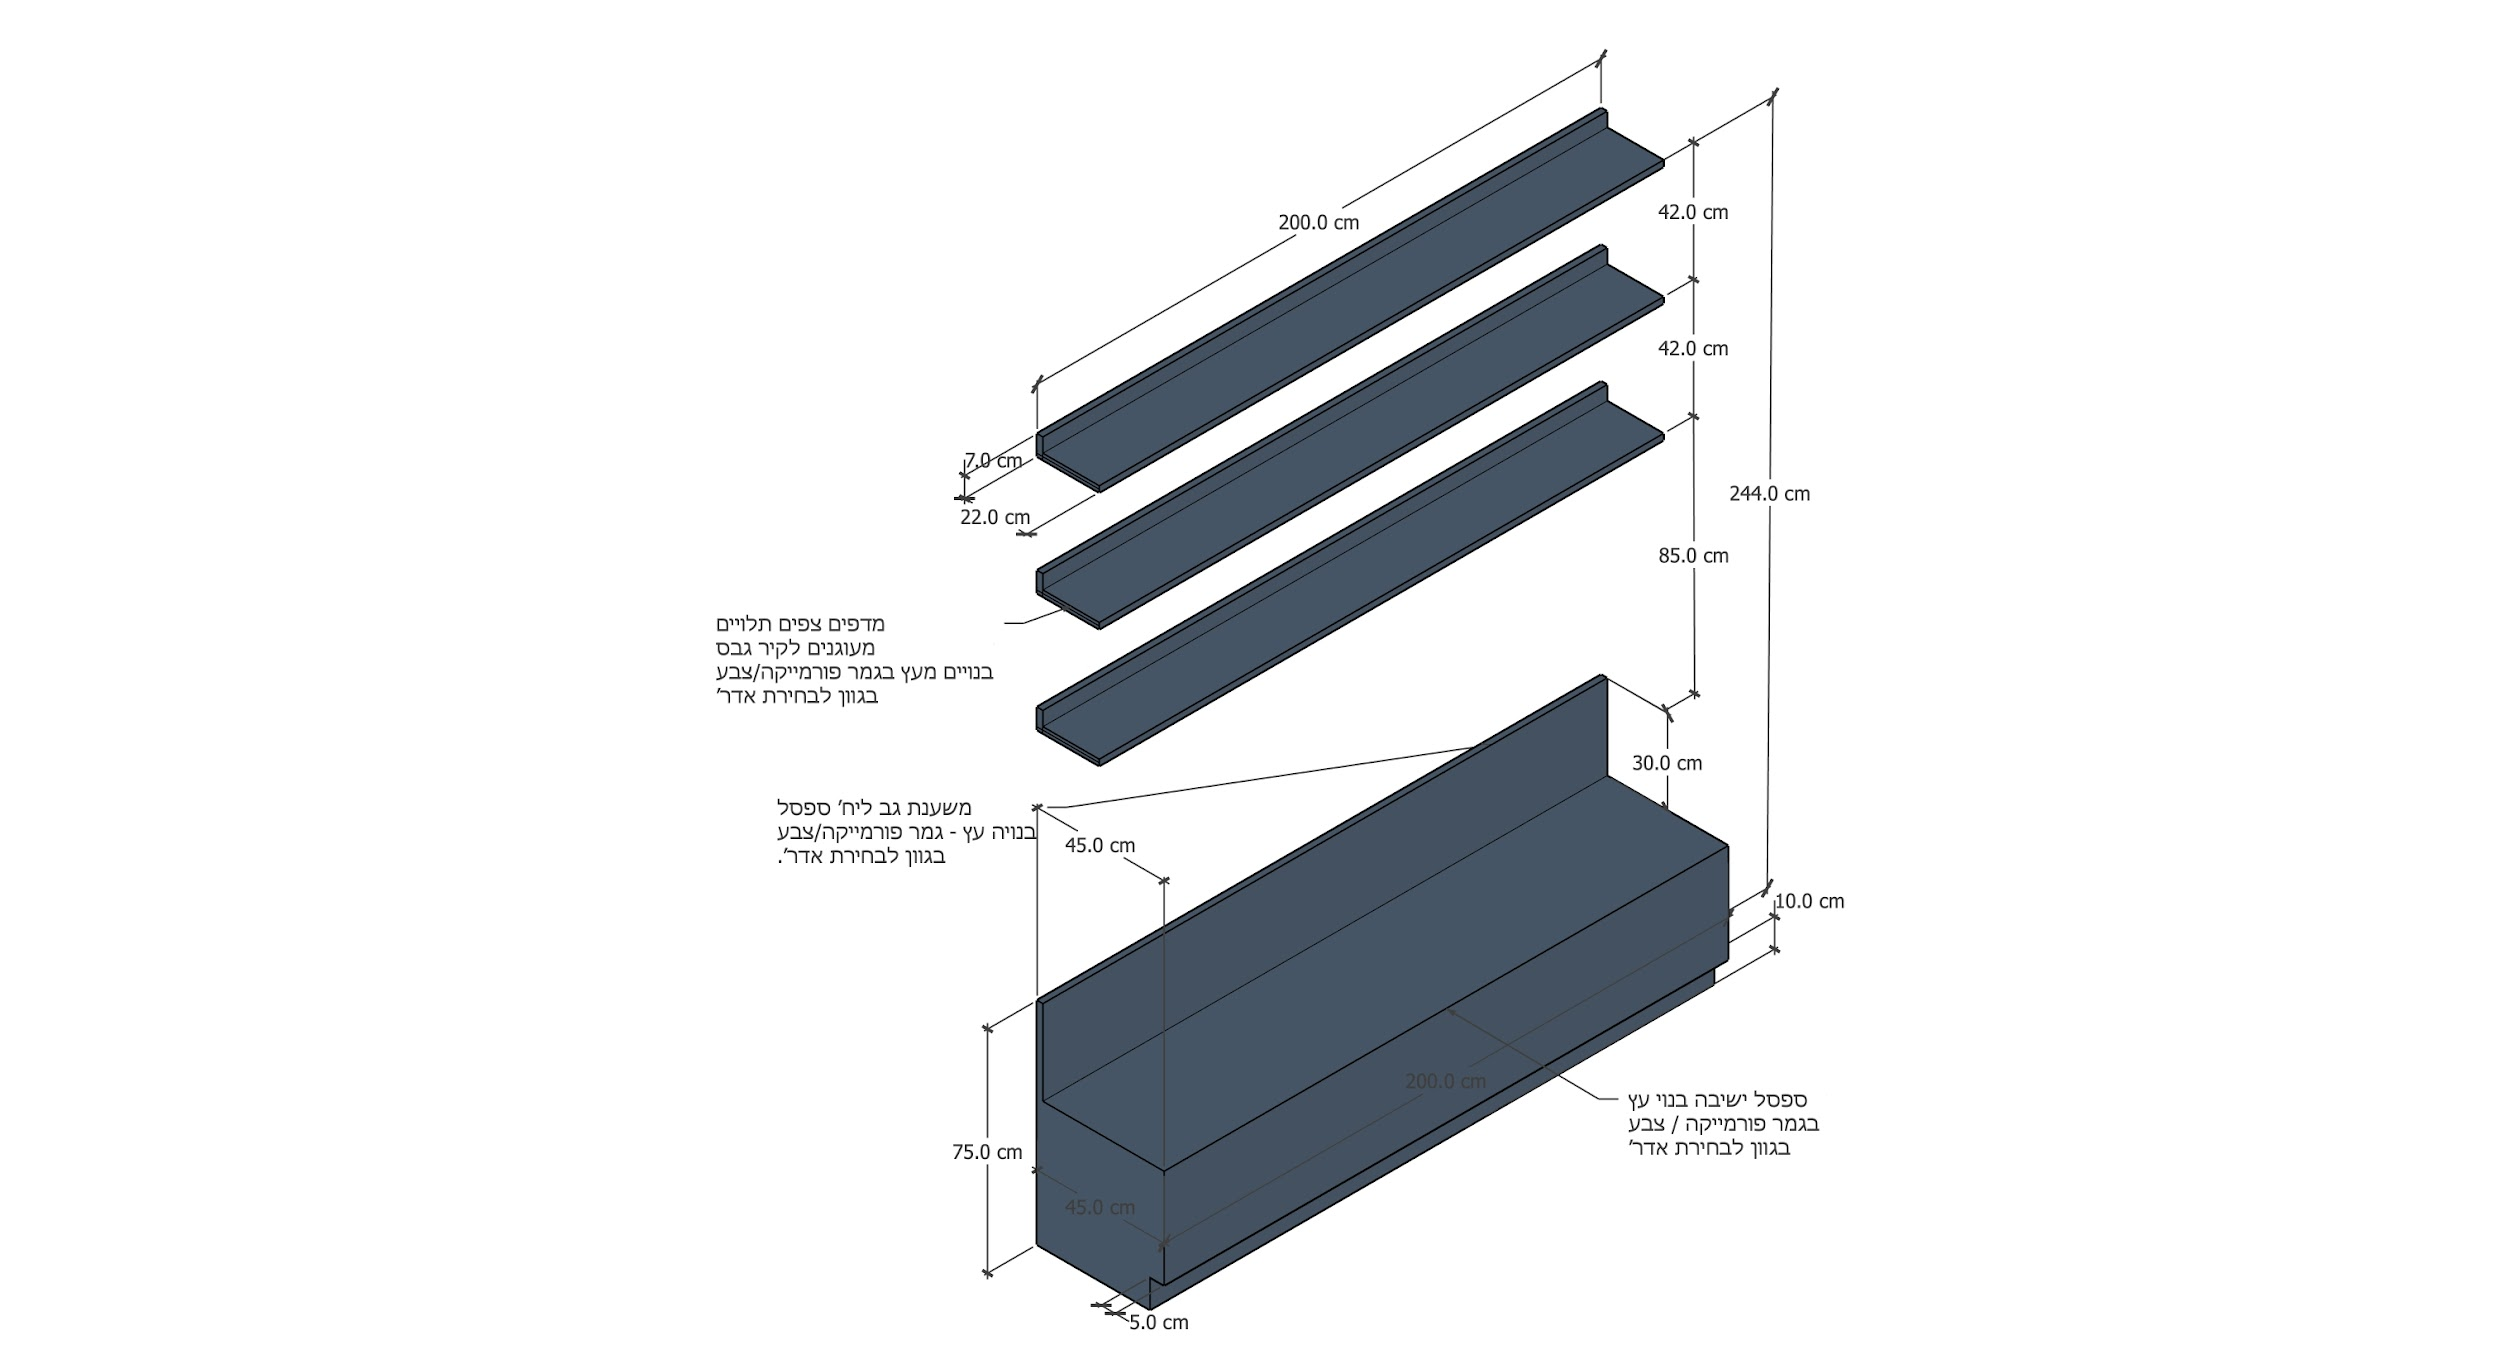 200.0 cm
42.0 cm
42.0 cm
7.0 cm
22.0 cm
244.0 cm
85.0 cm
מדפים צפים תלויים
מעוגנים לקיר גבס
בנויים מעץ בגמר פורמייקה/צבע
בגוון לבחירת אדר'
30.0 cm
משענת גב ליח' ספסל
בנויה עץ - גמר פורמייקה/צבע
בגוון לבחירת אדר'.
45.0 cm
10.0 cm
200.0 cm
ספסל ישיבה בנוי עץ
בגמר פורמייקה / צבע
בגוון לבחירת אדר'
75.0 cm
45.0 cm
5.0 cm